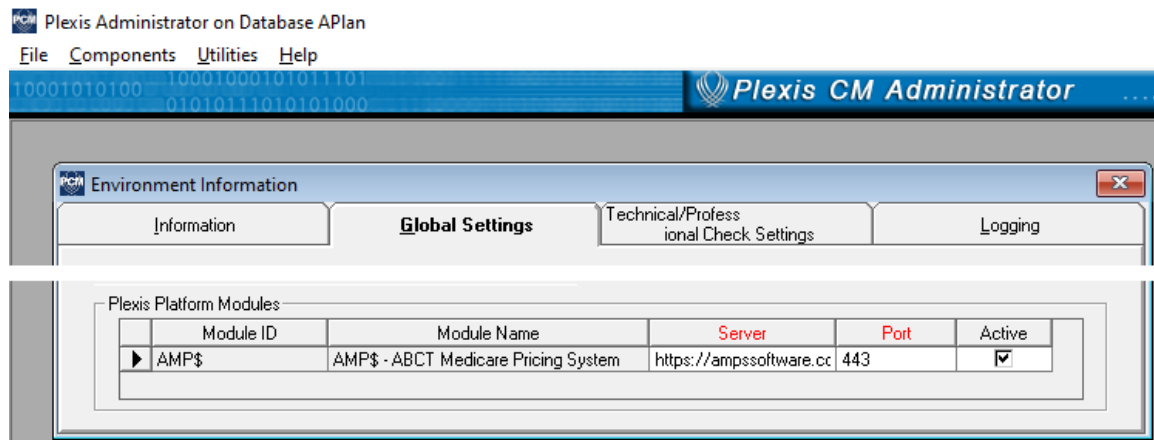 PCM Plexis Administrator on Database APlan
File Components Utilities Help
10001010100 10001000101011101
01010111010101000
Plexis CM Administrator ....
PCM Environment Information
Information Global Settings Technical/Profess
ional Check Settings Logging
Plexis Platform Modules
Module ID Module Name Server Port Active
AMP$ AMP$ - ABCT Medicare Pricing System https://ampssoftware.cc 443